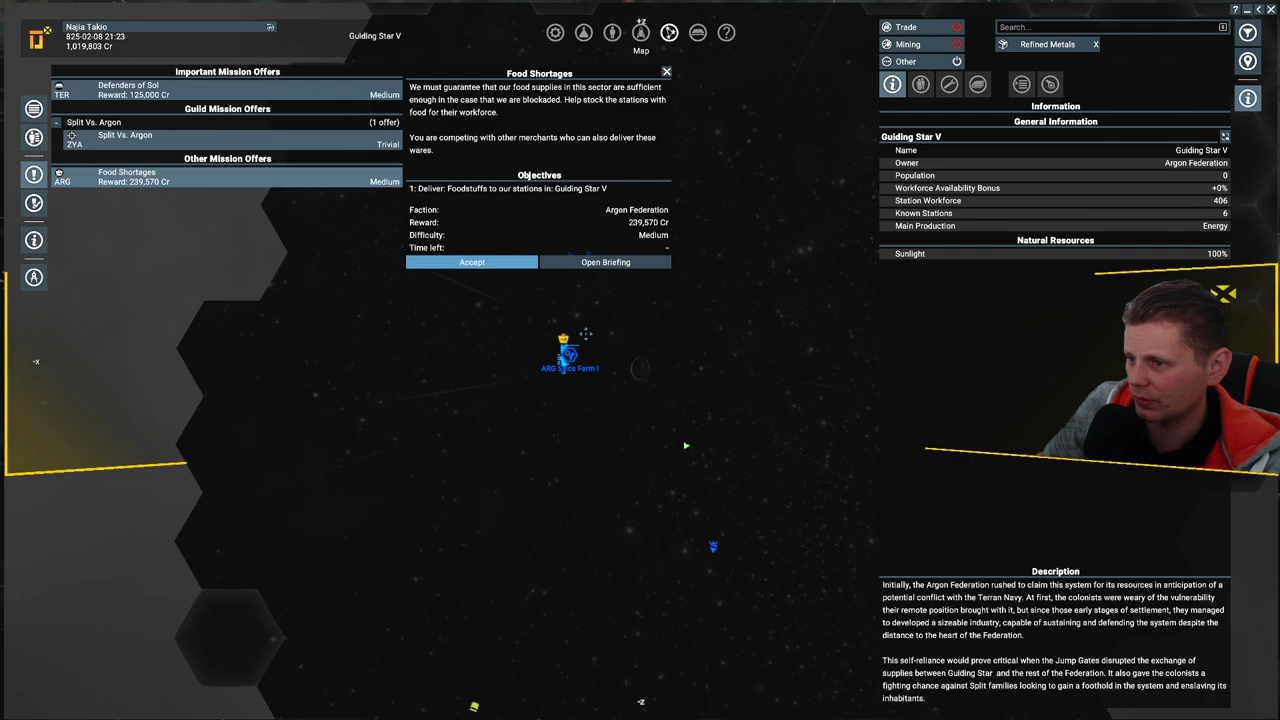 Najia Takio
825-02-08 21:23
1,019,803 Cr
Guiding Star V
+Z
Map
Important Mission Offers
Defenders of Sol
TER Reward: 125,000 Cr Medium
Guild Mission Offers
- Split Vs. Argon (1 offer)
Split Vs. Argon
ZYA Trivial
Other Mission Offers
Food Shortages
ARG Reward: 239,570 Cr Medium
Food Shortages
We must guarantee that our food supplies in this sector are sufficient
enough in the case that we are blockaded. Help stock the stations with
food for their workforce.
You are competing with other merchants who can also deliver these
wares.
Objectives
1: Deliver: Foodstuffs to our stations in: Guiding Star V
Faction: Argon Federation
Reward: 239,570 Cr
Difficulty: Medium
Time left: -
Accept Open Briefing
-X
ARG Spice Farm I
-Z
Trade
Mining
Other
Search...
Refined Metals X
Information
General Information
Guiding Star V
Name Guiding Star V
Owner Argon Federation
Population 0
Workforce Availability Bonus +0%
Station Workforce 406
Known Stations 6
Main Production Energy
Natural Resources
Sunlight 100%
Description
Initially, the Argon Federation rushed to claim this system for its resources in anticipation of a
potential conflict with the Terran Navy. At first, the colonists were weary of the vulnerability
their remote position brought with it, but since those early stages of settlement, they managed
to developed a sizeable industry, capable of sustaining and defending the system despite the
distance to the heart of the Federation.
This self-reliance would prove critical when the Jump Gates disrupted the exchange of
supplies between Guiding Star and the rest of the Federation. It also gave the colonists a
fighting chance against Split families looking to gain a foothold in the system and enslaving its
inhabitants.